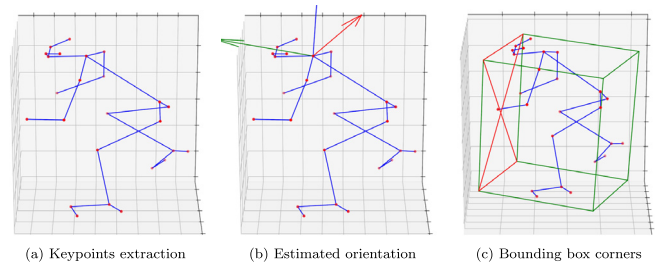 (a) Keypoints extraction
(b) Estimated orientation
(c) Bounding box corners